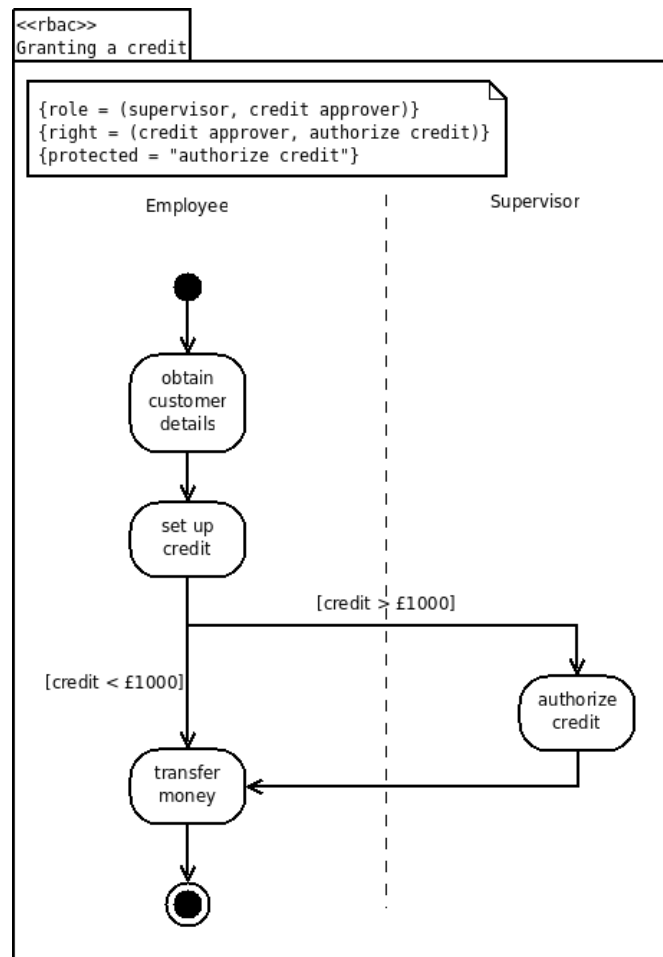 <<rbac>>
Granting a credit
{role = (supervisor, credit approver)}
{right = (credit approver, authorize credit)}
{protected = "authorize credit"}
Employee
Supervisor
obtain
customer
details
set up
credit
[credit > £1000]
[credit < £1000]
authorize
credit
transfer
money